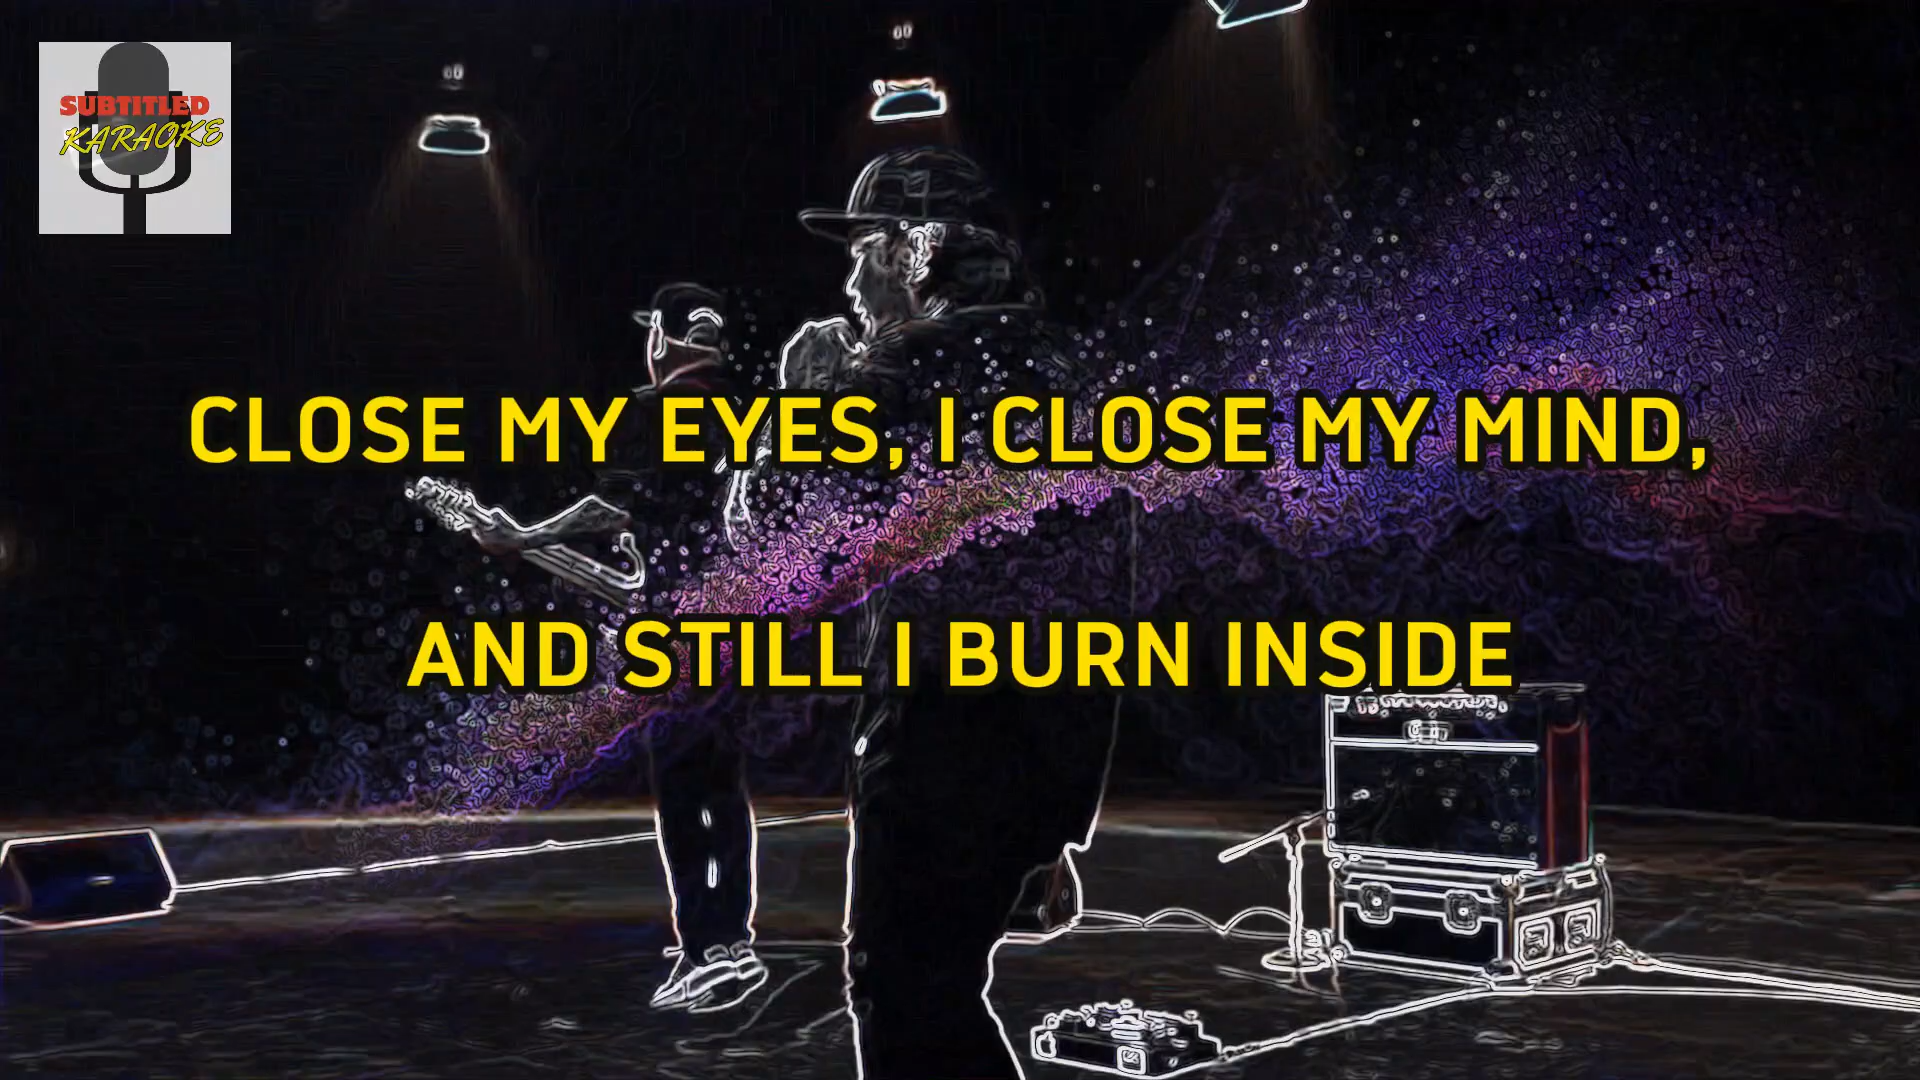 SUBTITLED
KARAOKE
CLOSE MY EYES, I CLOSE MY MIND,
AND STILL I BURN INSIDE